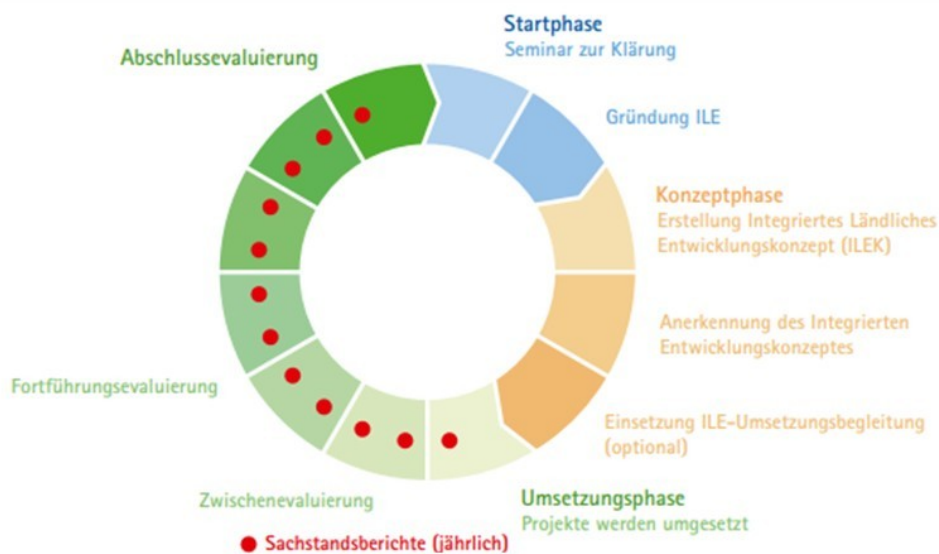 Startphase
Seminar zur Klärung
Abschlussevaluierung
Gründung ILE
Konzeptphase
Erstellung Integriertes Ländliches
Entwicklungskonzept (ILEK)
Anerkennung des Integrierten
Entwicklungskonzeptes
Fortführungsevaluierung
Einsetzung ILE-Umsetzungsbegleitung
(optional)
Zwischenevaluierung
Umsetzungsphase
Projekte werden umgesetzt
Sachstandsberichte (jährlich)